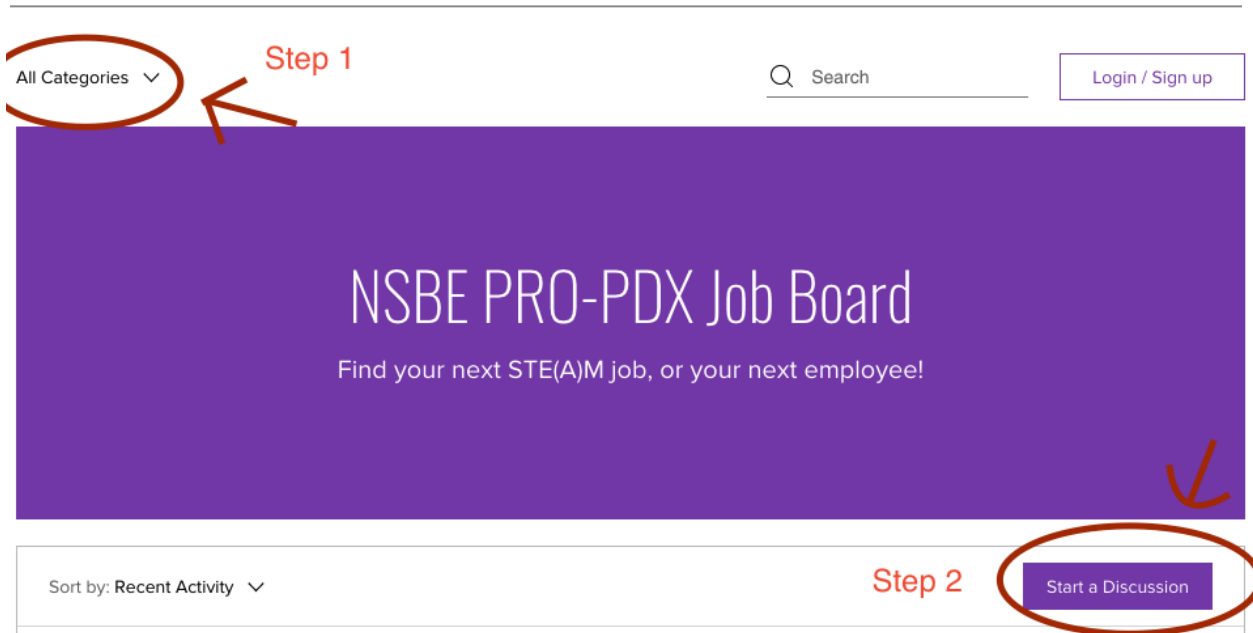 Step 1
All Categories
Search
Login / Sign up
NSBE PRO-PDX Job Board
Find your next STE(A)M job, or your next employee!
Sort by: Recent Activity
Step 2
Start a Discussion